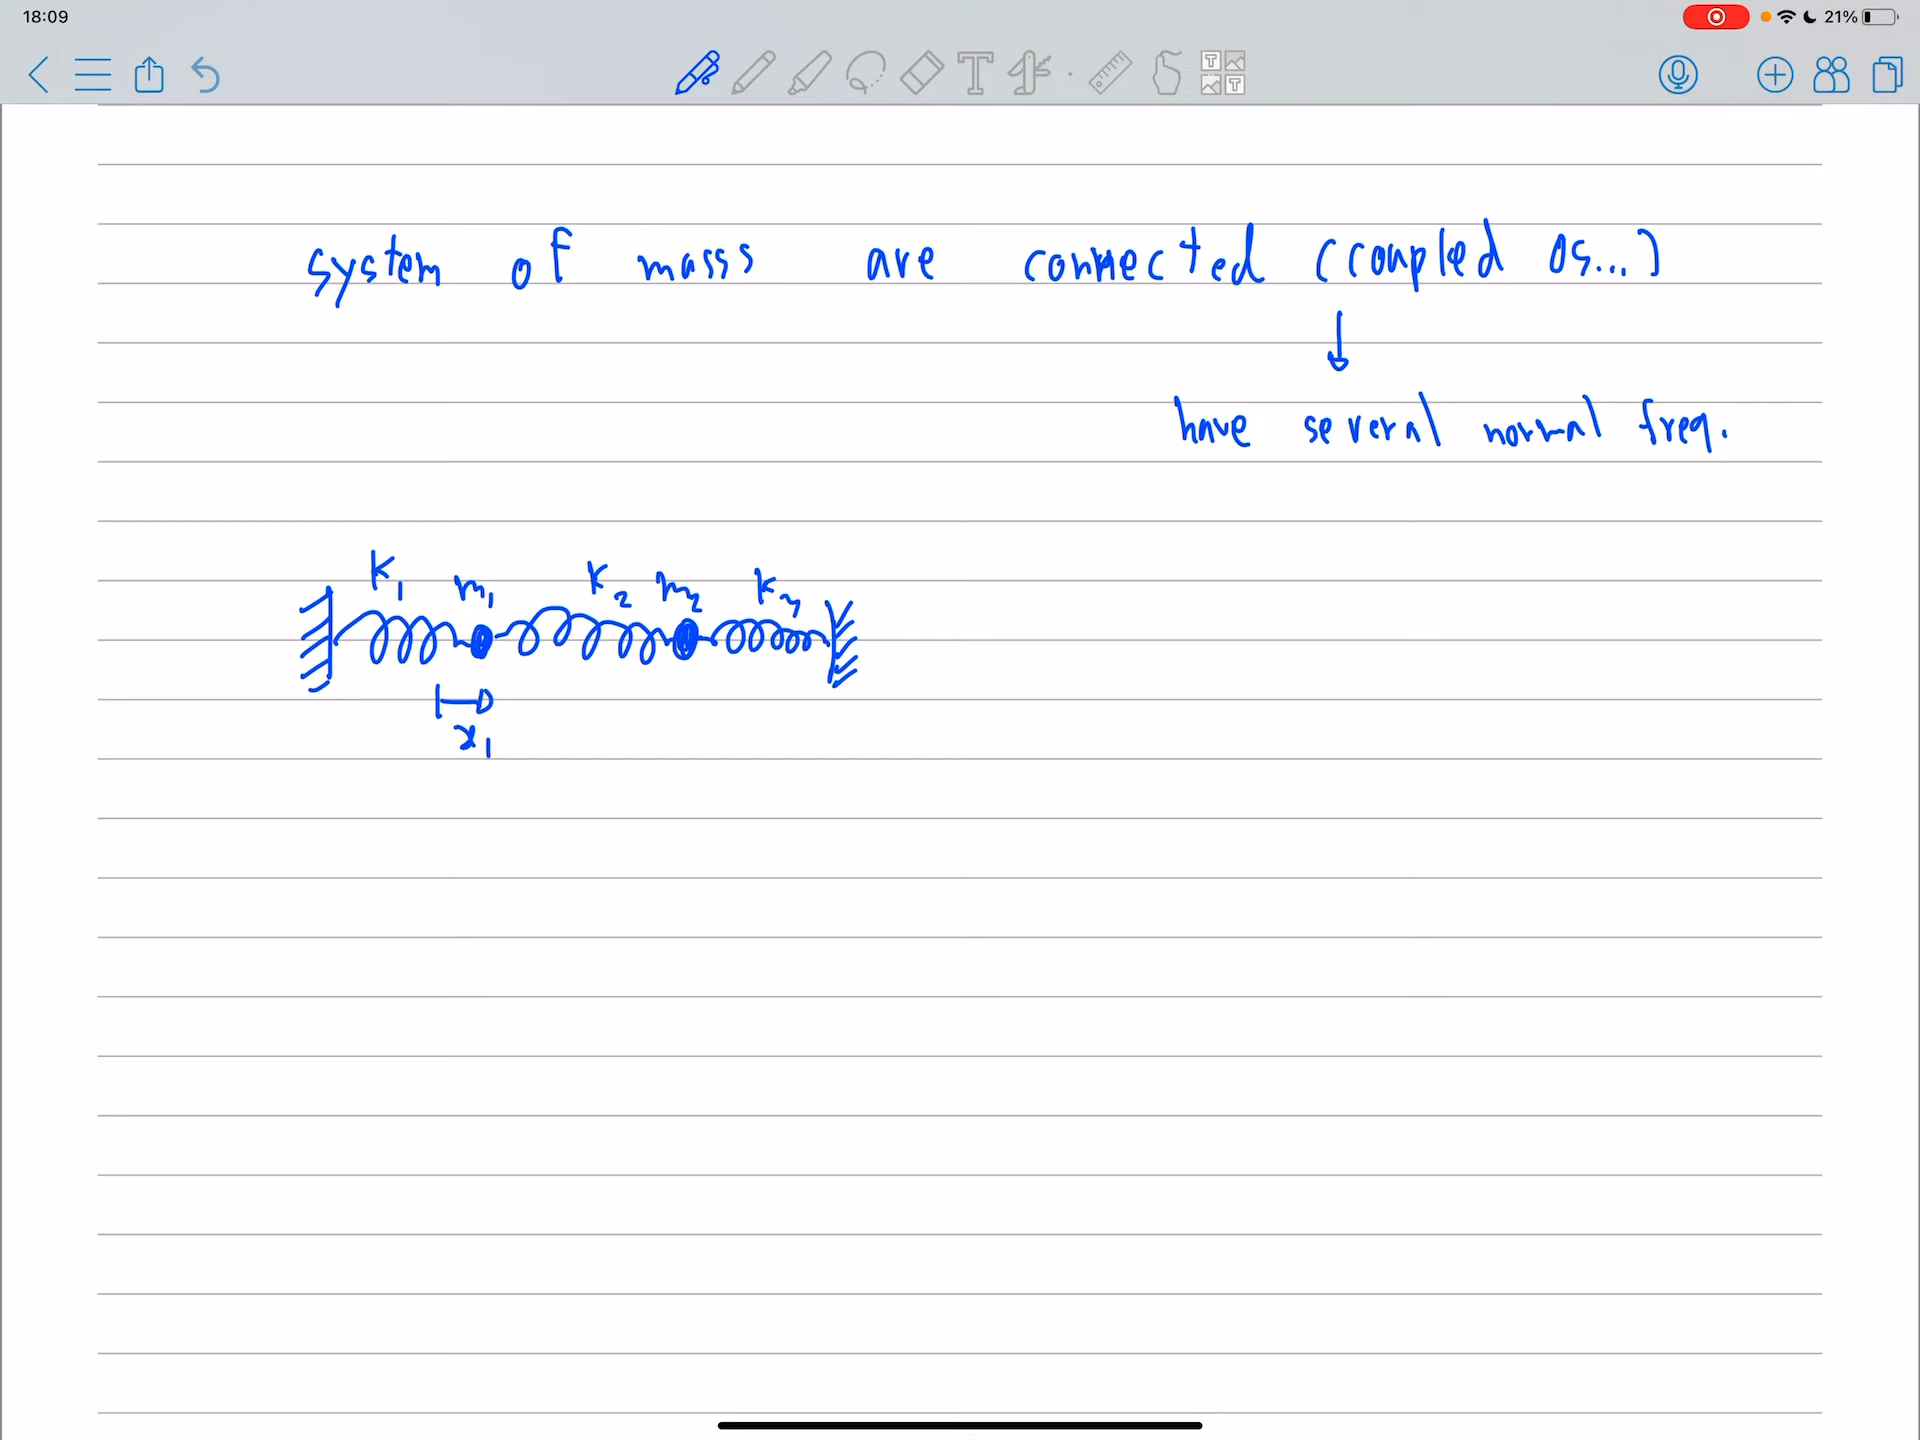 18:09
21%
system of masss are connected (coupled os...)
have several normal freq.
K₁ m₁ K₂ m₂ K₃
x₁